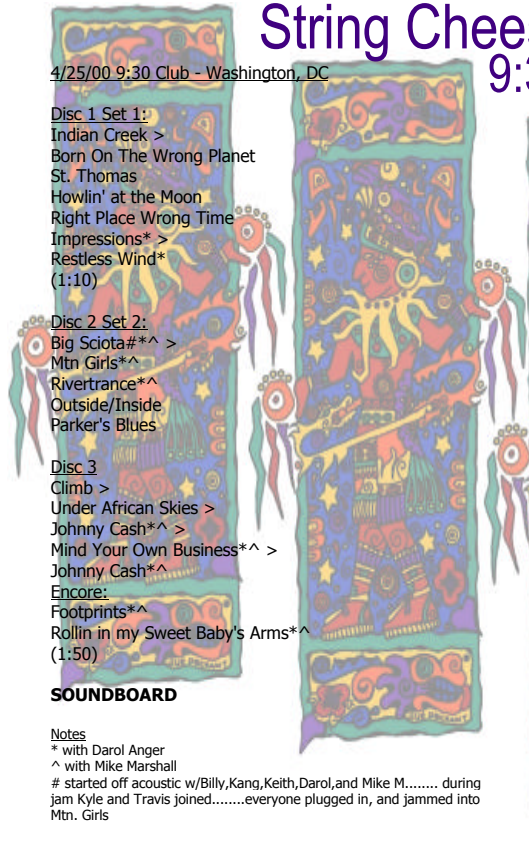 String Chees
9:3
4/25/00 9:30 Club - Washington, DC
Disc 1 Set 1:
Indian Creek >
Born On The Wrong Planet
St. Thomas
Howlin' at the Moon
Right Place Wrong Time
Impressions* >
Restless Wind*
(1:10)
Disc 2 Set 2:
Big Sciota#*^ >
Mtn Girls*^
Rivertrance*^
Outside/Inside
Parker's Blues
Disc 3
Climb >
Under African Skies >
Johnny Cash*^ >
Mind Your Own Business*^ >
Johnny Cash*^
Encore:
Footprints*^
Rollin in my Sweet Baby's Arms*^
(1:50)
SOUNDBOARD
Notes
* with Darol Anger
^ with Mike Marshall
# started off acoustic w/Billy,Kang,Keith,Darol,and Mike M........ during
jam Kyle and Travis joined........everyone plugged in, and jammed into
Mtn. Girls